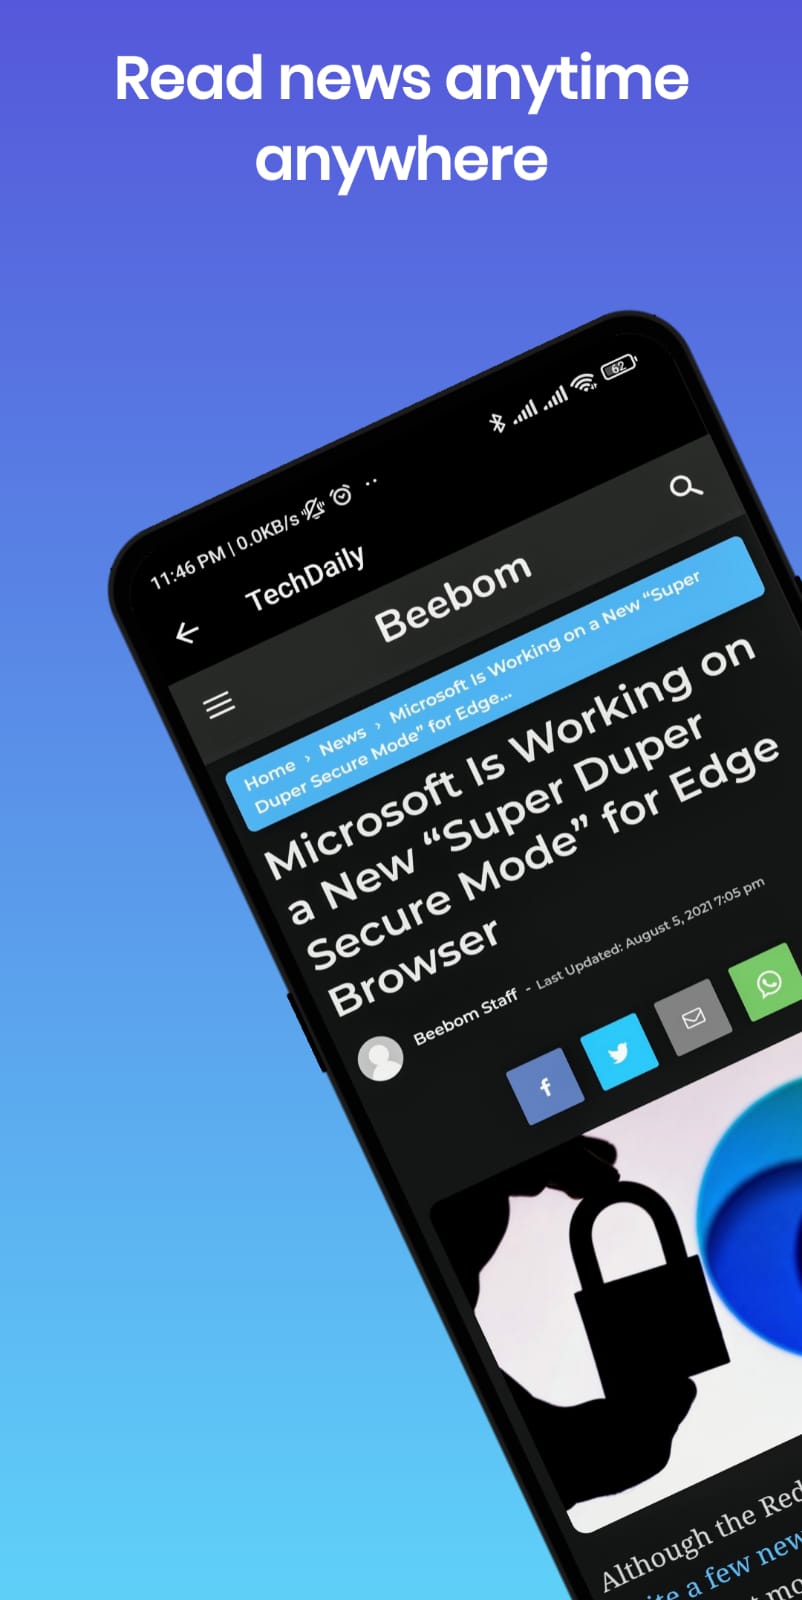 Read news anytime
anywhere
11:46 PM | 0.0KB/s
62
TechDaily
Beebom
Home › News › Microsoft Is Working on a New “Super
Duper Secure Mode” for Edge...
Microsoft Is Working on
a New “Super Duper
Secure Mode” for Edge
Browser
Beebom Staff - Last Updated: August 5, 2021 7:05 pm
Although the Red
a few new